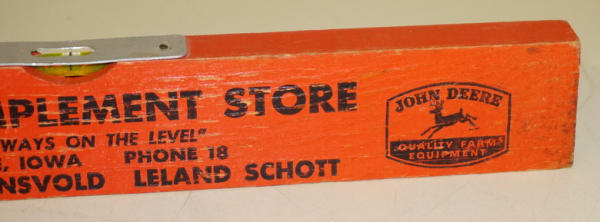 PLEMENT STORE
WAYS ON THE LEVEL"
IOWA PHONE 18
NSVOLD LELAND SCHOTT
JOHN DEERE
QUALITY FARM
EQUIPMENT